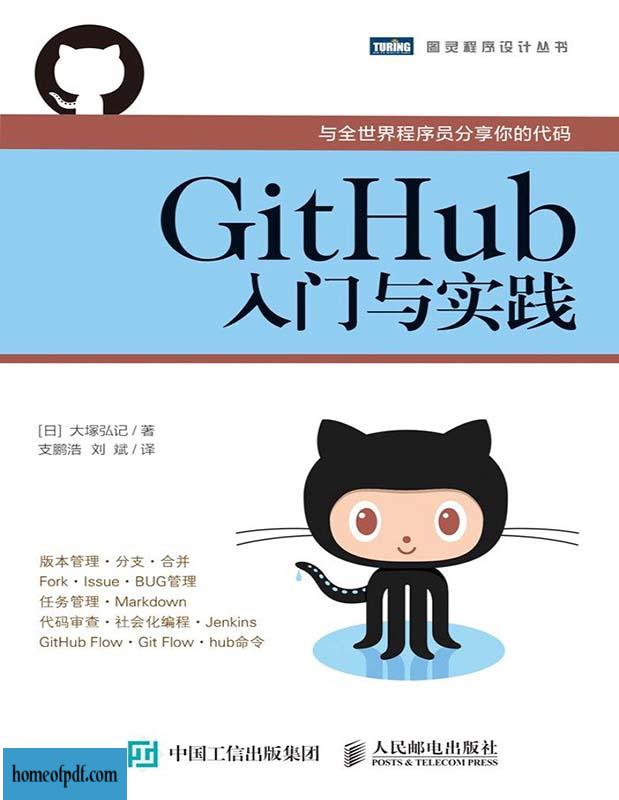 TURING 图灵程序设计丛书
与全世界程序员分享你的代码
GitHub
入门与实践
[日] 大塚弘记 / 著
支鹏浩 刘 斌 / 译
版本管理·分支·合并
Fork·Issue·BUG管理
任务管理·Markdown
代码审查·社会化编程·Jenkins
GitHub Flow·Git Flow·hub命令
中国工信出版集团 人民邮电出版社
POSTS & TELECOM PRESS
homeofpdf.com